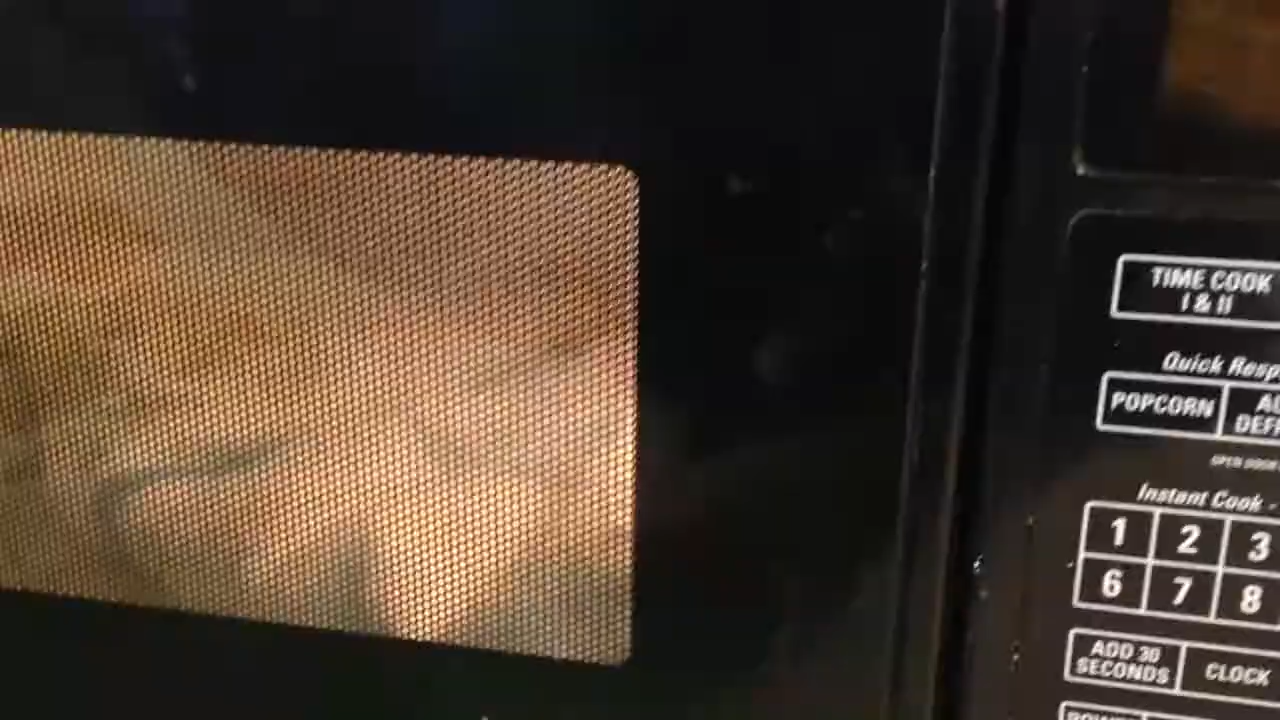 TIME COOK
I & II
Quick Resp
POPCORN
Instant Cook -
1 2 3
6 7 8
ADD 30
SECONDS
CLOCK